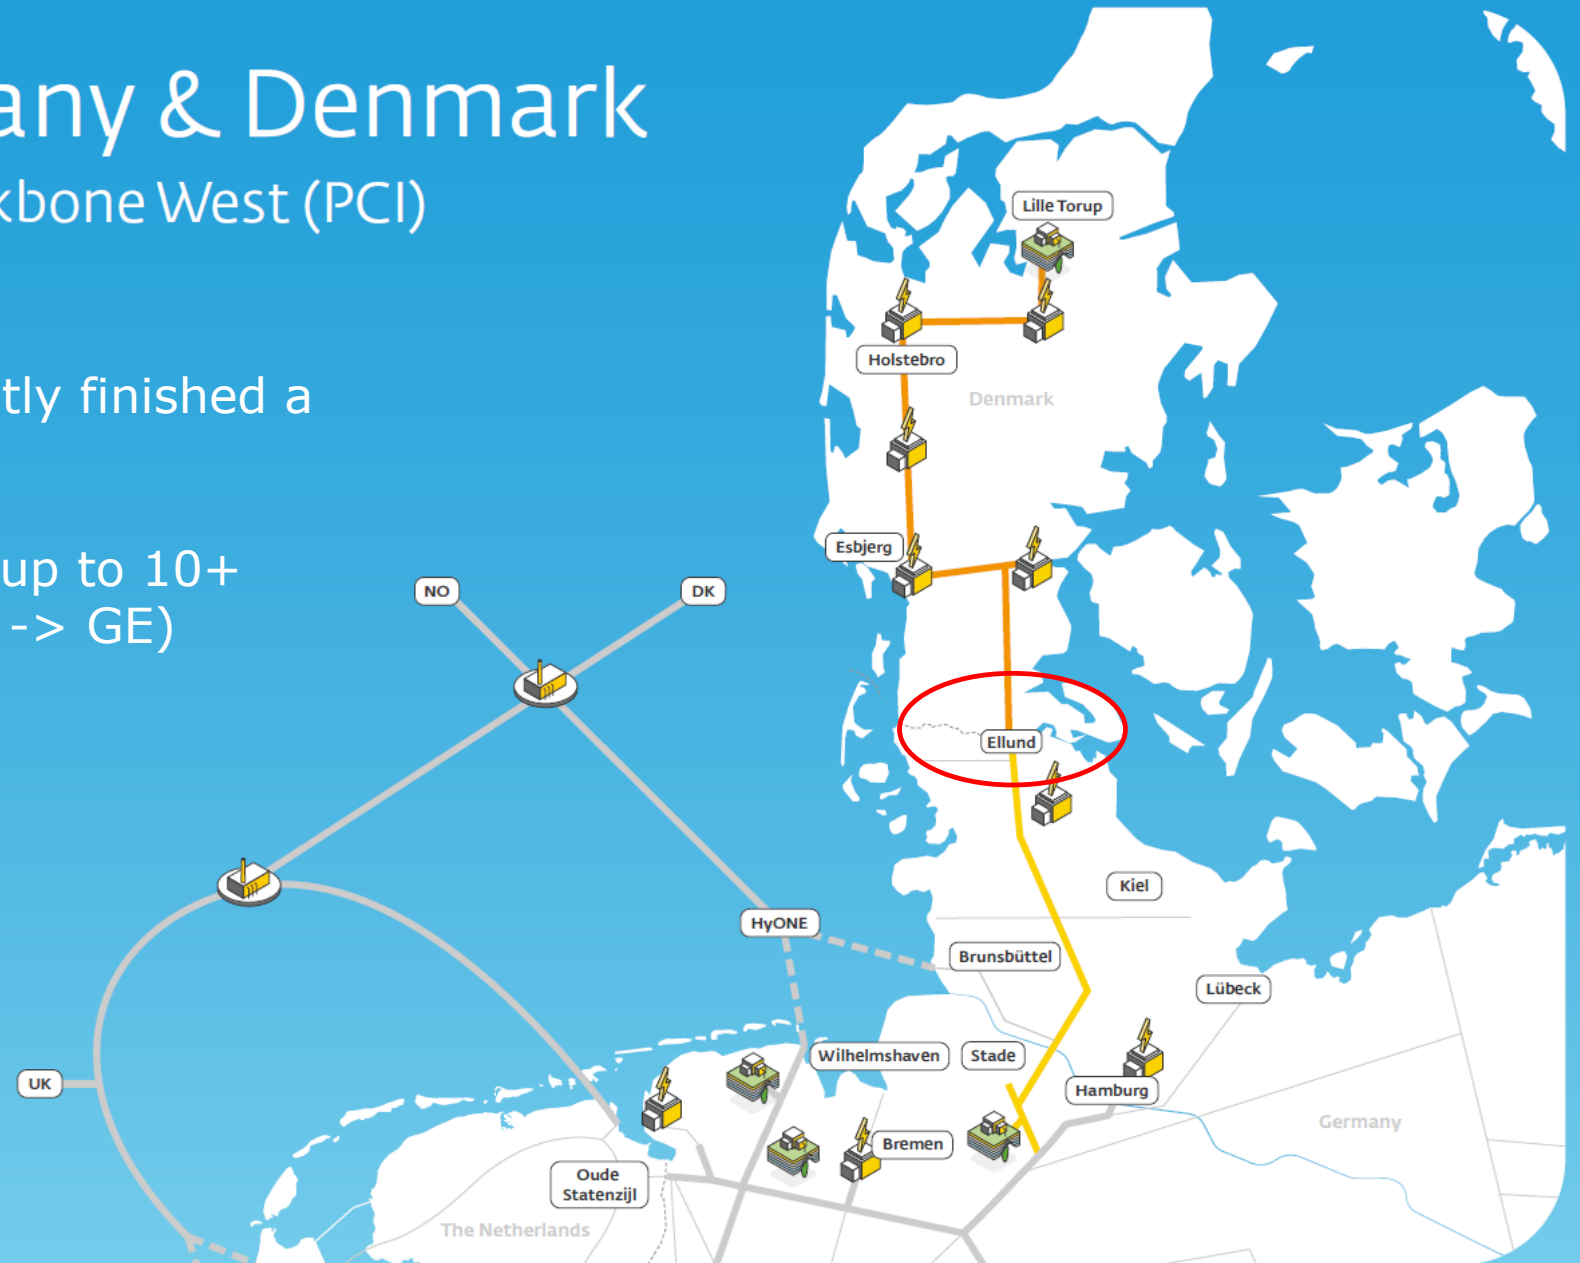 any & Denmark
kbone West (PCI)
tly finished a
up to 10+
-> GE)
Lille Torup
Holstebro
Denmark
Esbjerg
NO
DK
Ellund
Kiel
HyONE
Brunsbüttel
Lübeck
Wilhelmshaven
Stade
UK
Hamburg
Germany
Bremen
Oude
Statenzijl
The Netherlands